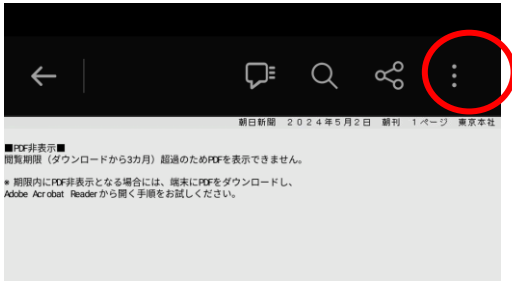 朝日新聞 2024年5月2日 朝刊 1ページ 東京本社
■PDF非表示■
閲覧期限(ダウンロードから3カ月)超過のためPDFを表示できません。
* 期限内にPDF非表示となる場合には、端末にPDFをダウンロードし、
Adobe Acrobat Readerから開く手順をお試しください。